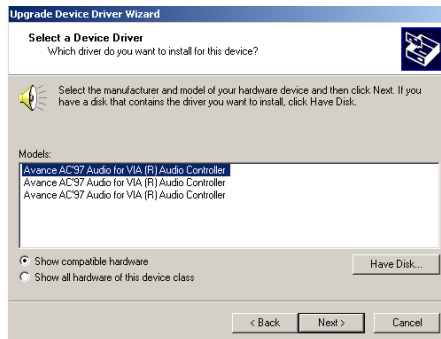 Upgrade Device Driver Wizard
Select a Device Driver
Which driver do you want to install for this device?
Select the manufacturer and model of your hardware device and then click Next. If you
have a disk that contains the driver you want to install, click Have Disk.
Models:
Avance AC'97 Audio for VIA (R) Audio Controller
Avance AC'97 Audio for VIA (R) Audio Controller
Avance AC'97 Audio for VIA (R) Audio Controller
Show compatible hardware
Show all hardware of this device class
Have Disk...
< Back
Next >
Cancel